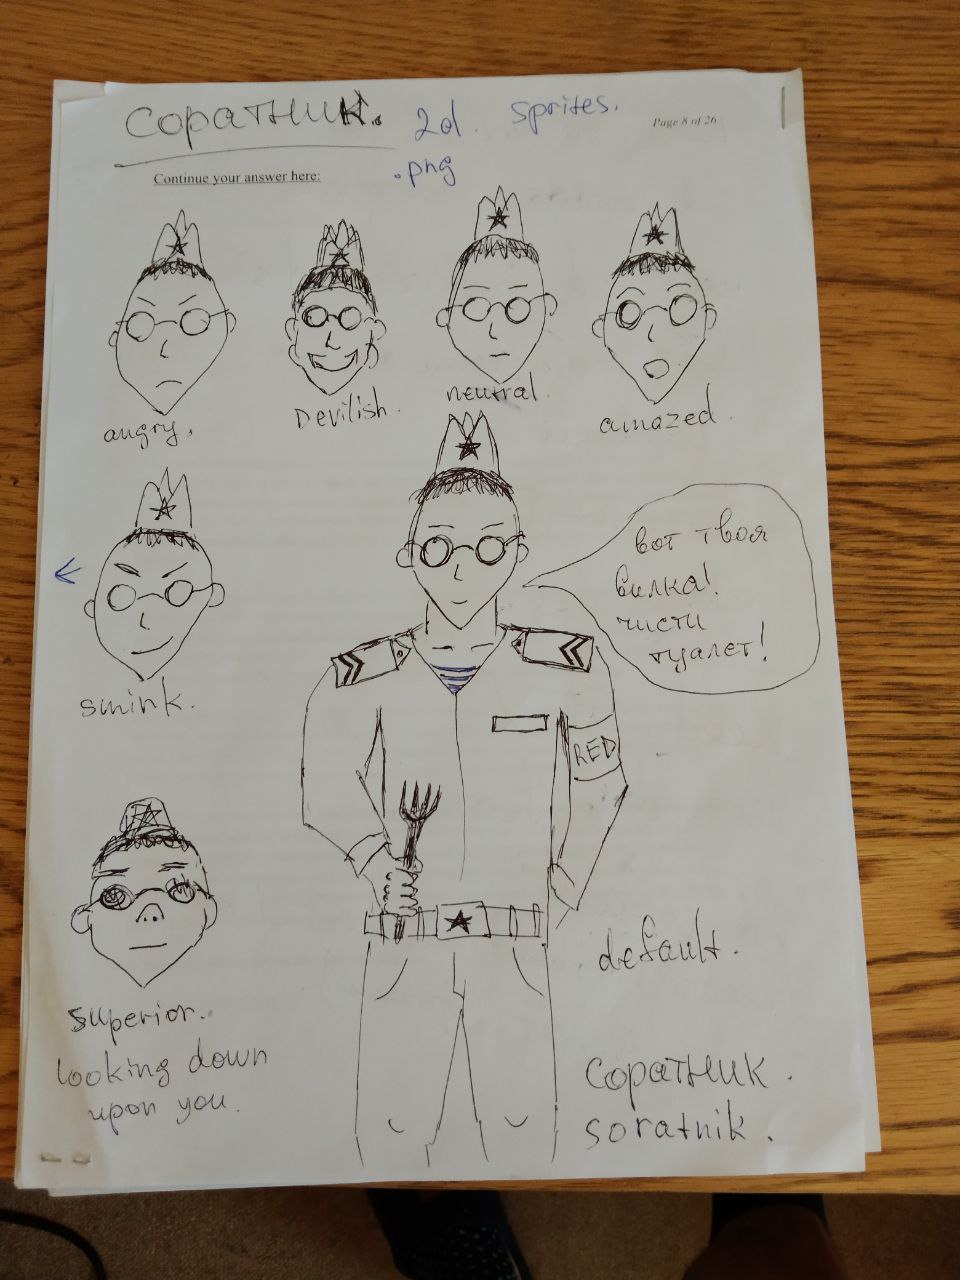 соратник.
2d. sprites.
.png
Page 8 of 26
Continue your answer here:
angry,
Devilish.
neutral.
amazed.
smink.
вот твоя
вилка!
чисти
туалет!
RED
superior.
looking down
upon you.
default.
соратник.
soratnik.